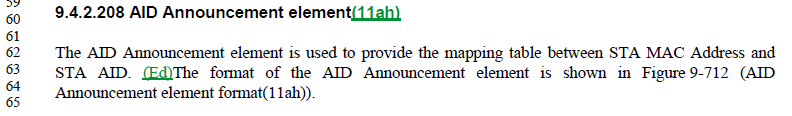 59
60 9.4.2.208 AID Announcement element(11ah)
61
62 The AID Announcement element is used to provide the mapping table between STA MAC Address and
63 STA AID. (Ed)The format of the AID Announcement element is shown in Figure 9-712 (AID
64 Announcement element format(11ah)).
65